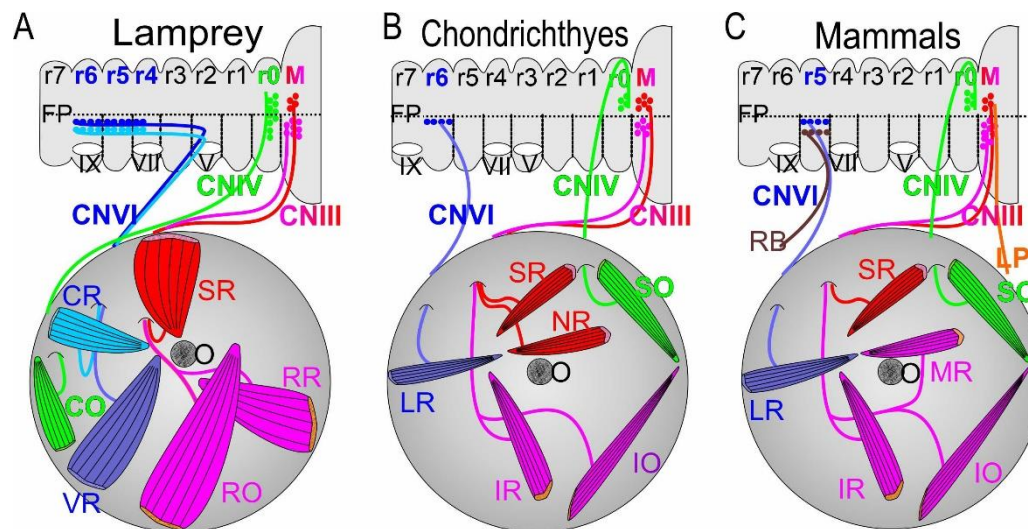 A Lamprey
r7 r6 r5 r4 r3 r2 r1 r0 M
FP
IX VII V
CNIV
CNVI CNIII
CR SR
O
RR
CO
VR RO
B Chondrichthyes
r6 r5 r4 r3 r2 r1 r0 M
FP
IX VII V
CNIV
CNVI CNIII
SR SO
NR
O
LR
IR IO
C Mammals
r7 r6 r5 r4 r3 r2 r1 r0 M
FP
IX VII V
CNVI CNIV CNIII
RB LP
SR SO
O MR
LR
IR IO